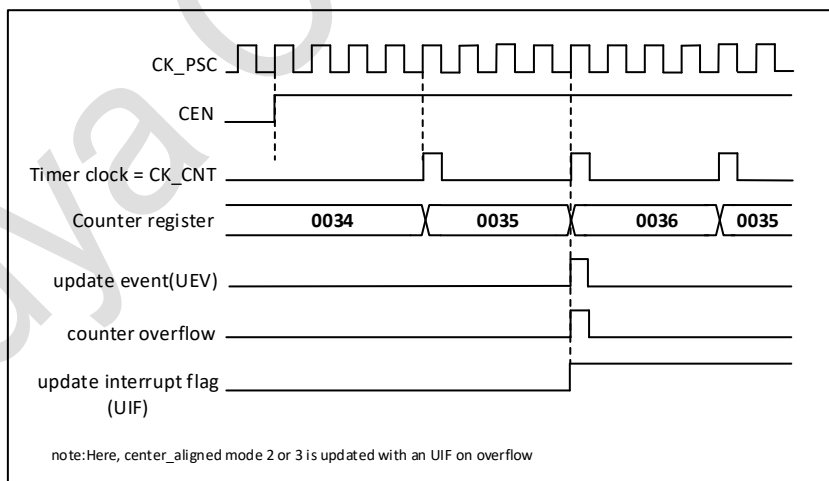 CK_PSC
CEN
Timer clock = CK_CNT
Counter register 0034 0035 0036 0035
update event(UEV)
counter overflow
update interrupt flag
(UIF)
note:Here, center_aligned mode 2 or 3 is updated with an UIF on overflow